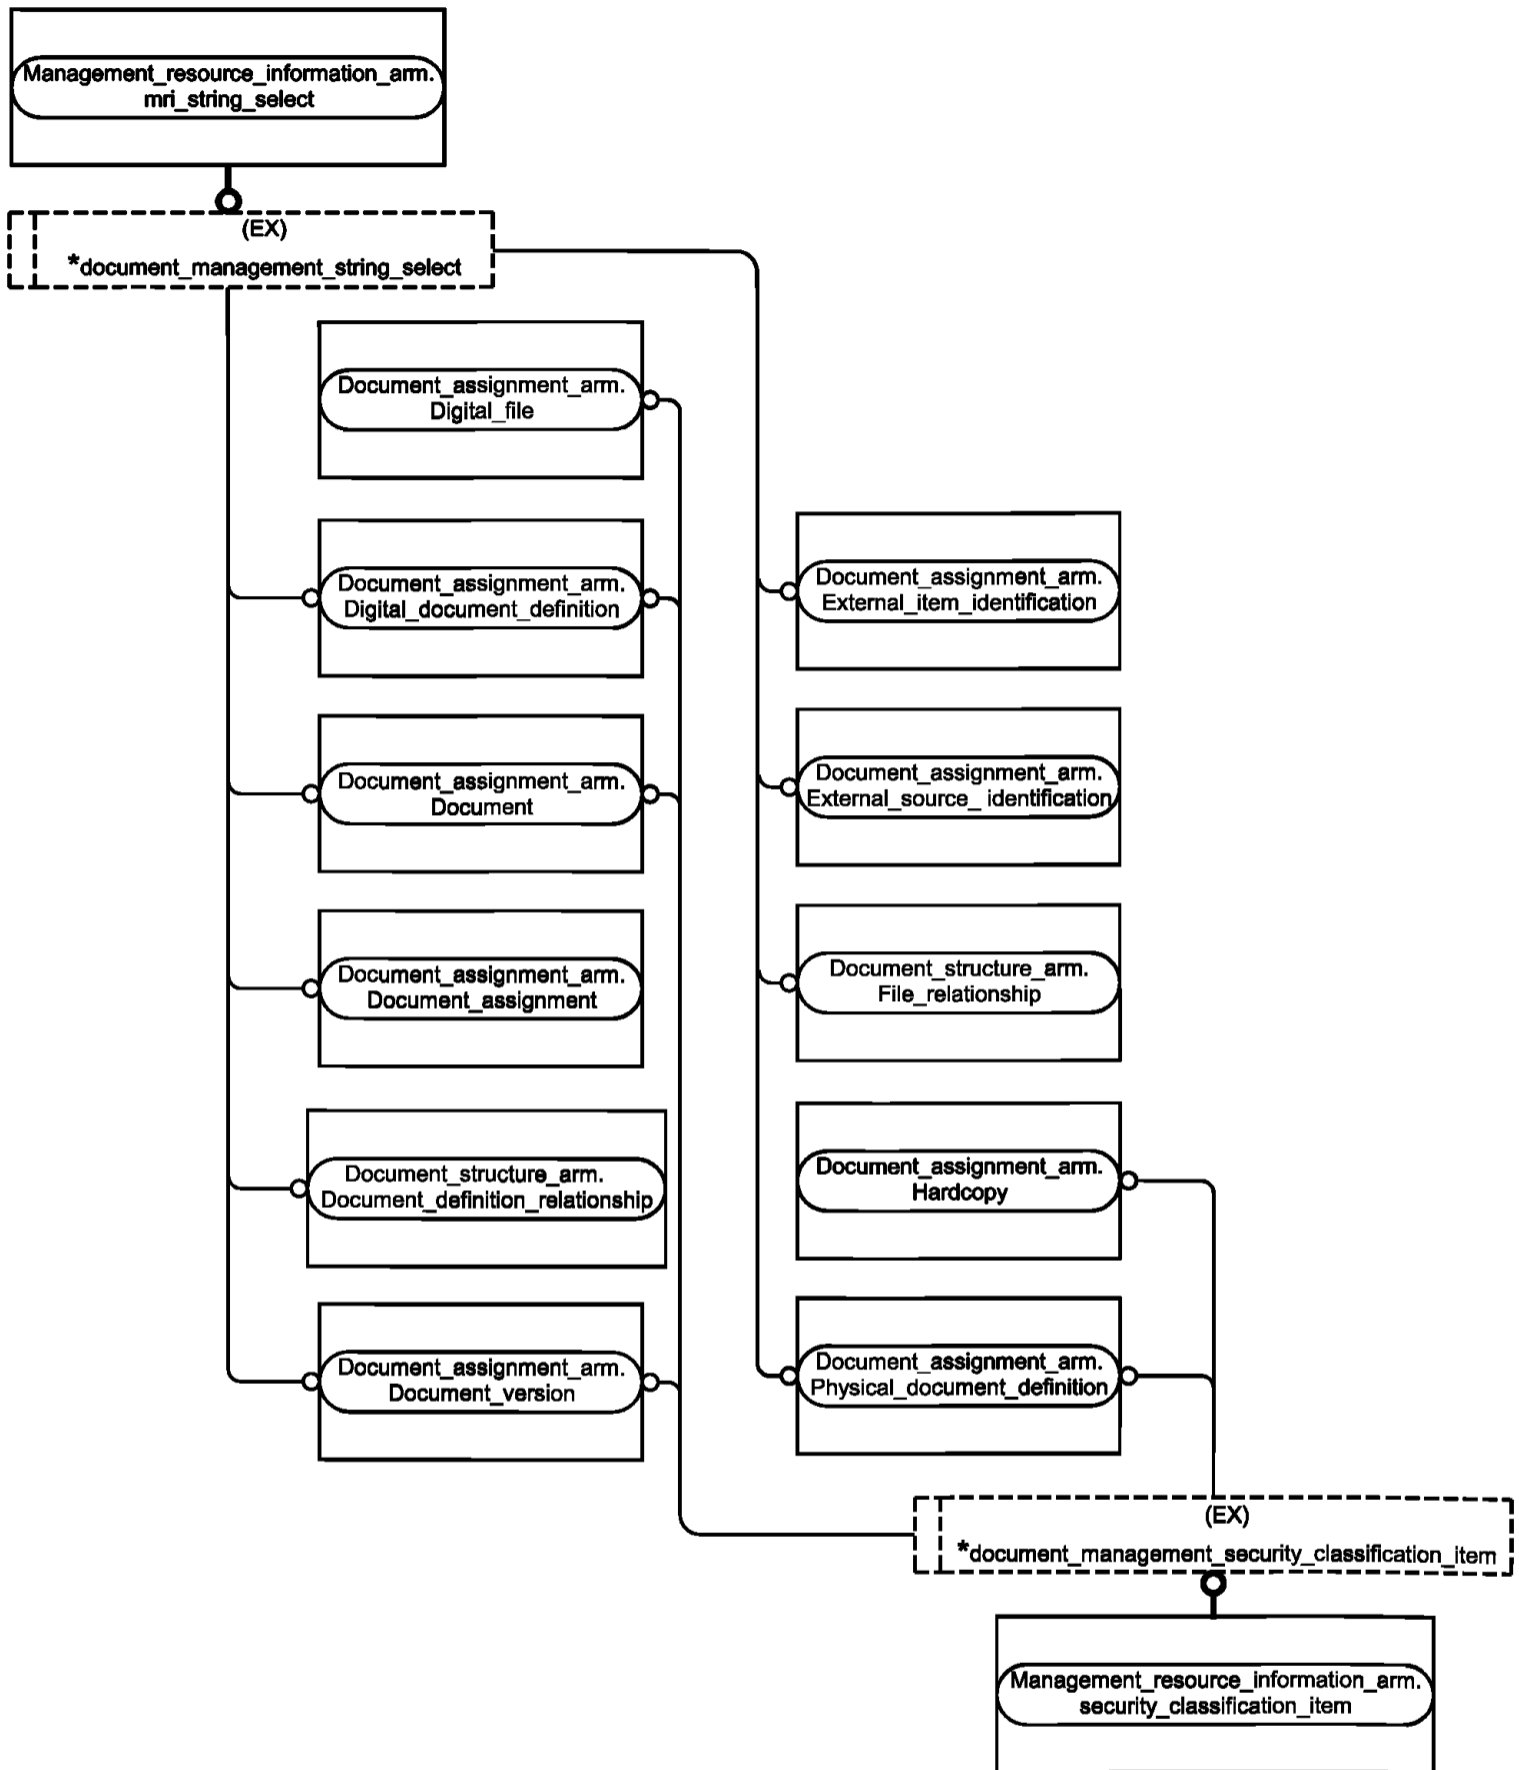 Management_resource_information_arm.
mri_string_select
(EX)
*document_management_string_select
Document_assignment_arm.
Digital_file
Document_assignment_arm.
Digital_document_definition
Document_assignment_arm.
Document
Document_assignment_arm.
Document_assignment
Document_structure_arm.
Document_definition_relationship
Document_assignment_arm.
Document_version
Document_assignment_arm.
External_item_identification
Document_assignment_arm.
External_source_ identification
Document_structure_arm.
File_relationship
Document_assignment_arm.
Hardcopy
Document_assignment_arm.
Physical_document_definition
(EX)
*document_management_security_classification_item
Management_resource_information_arm.
security_classification_item